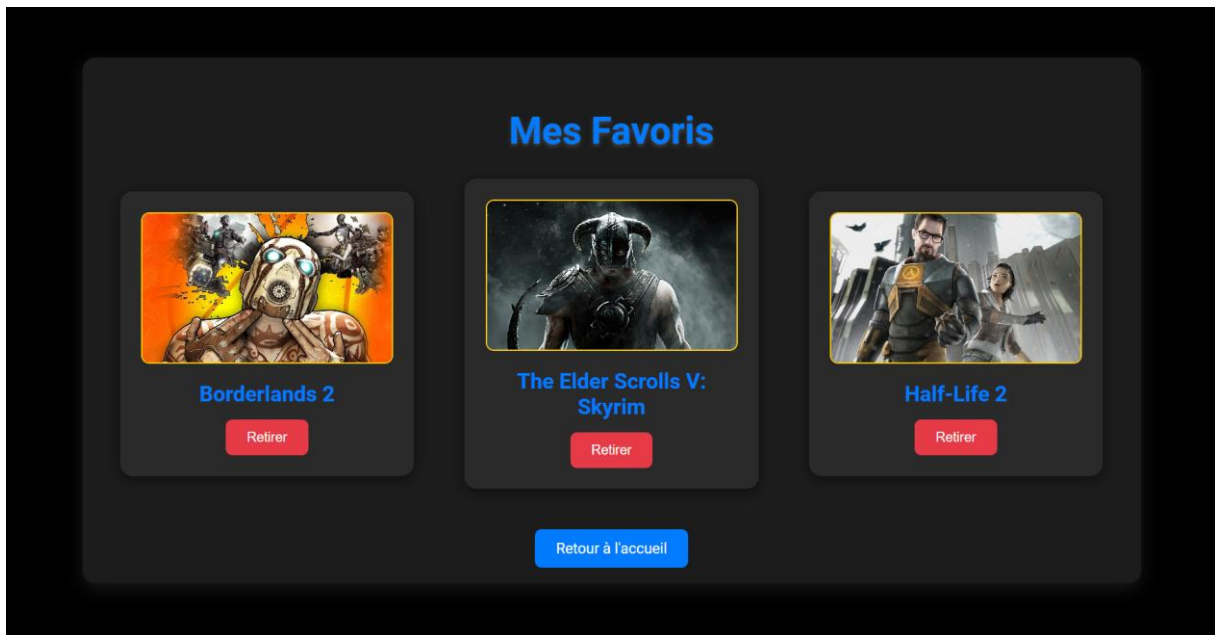 Mes Favoris
Borderlands 2
Retirer
The Elder Scrolls V:
Skyrim
Retirer
Half-Life 2
Retirer
Retour à l'accueil